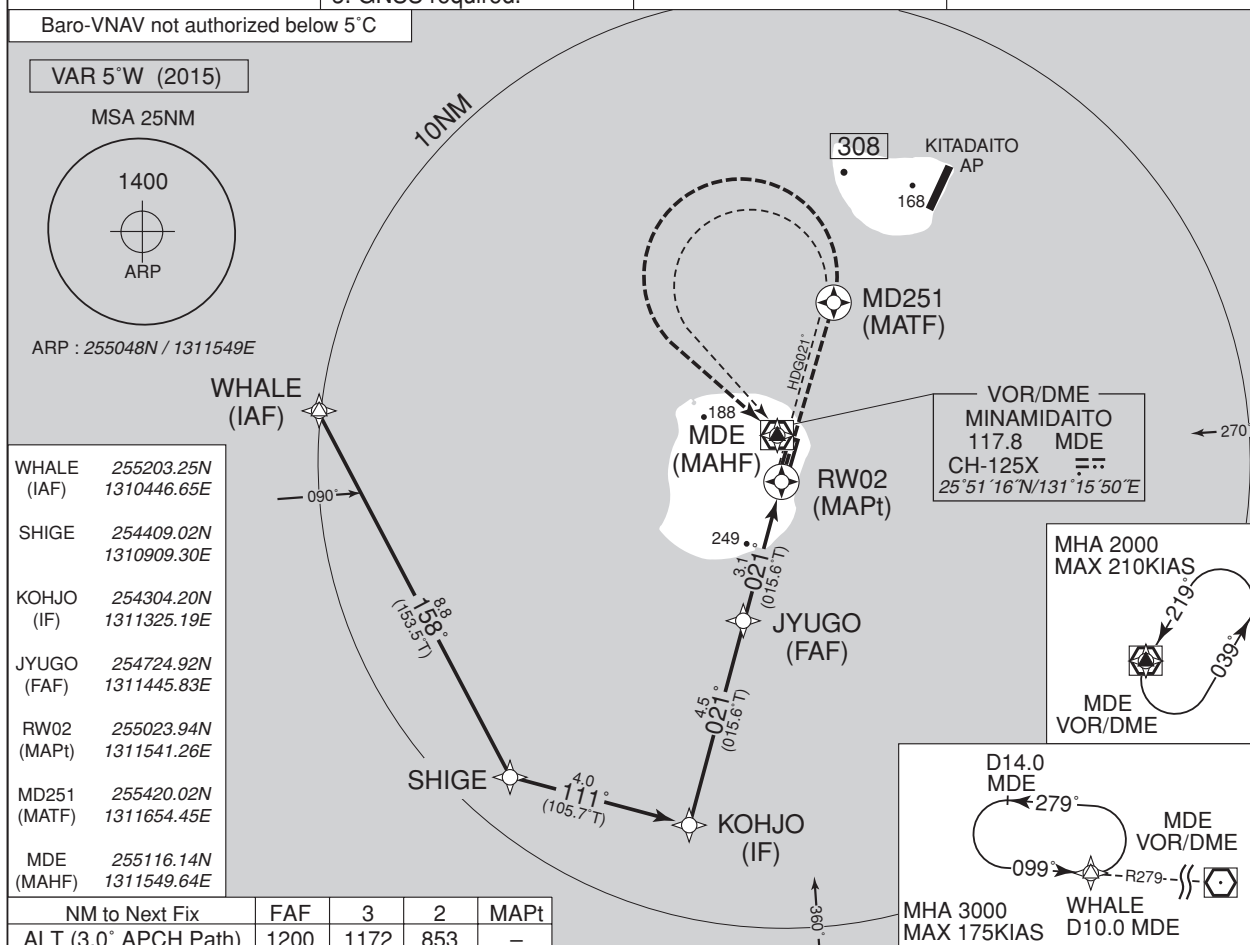 Baro-VNAV not authorized below 5°C
VAR 5°W (2015)
MSA 25NM
1400
ARP
ARP : 255048N / 1311549E
10NM
308
KITADAITO
AP
168
MD251
(MATF)
HDG021°
WHALE
(IAF)
188
MDE
(MAHF)
RW02
(MAPt)
249
VOR/DME
MINAMIDAITO
117.8 MDE
CH-125X
25°51´16˝N/131°15´50˝E
270°
090°
WHALE 255203.25N
(IAF) 1310446.65E
SHIGE 254409.02N
1310909.30E
KOHJO 254304.20N
(IF) 1311325.19E
JYUGO 254724.92N
(FAF) 1311445.83E
RW02 255023.94N
(MAPt) 1311541.26E
MD251 255420.02N
(MATF) 1311654.45E
MDE 255116.14N
(MAHF) 1311549.64E
8.8
158°
(153.5°T)
3.1
021°
(015.6°T)
JYUGO
(FAF)
4.5
021°
(015.6°T)
SHIGE
4.0
111°
(105.7°T)
KOHJO
(IF)
360°
MHA 2000
MAX 210KIAS
219°
039°
MDE
VOR/DME
D14.0
MDE
279°
099°
MDE
VOR/DME
R279
WHALE
D10.0 MDE
MHA 3000
MAX 175KIAS
NM to Next Fix FAF 3 2 MAPt
ALT (3.0° APCH Path) 1200 1172 853 –